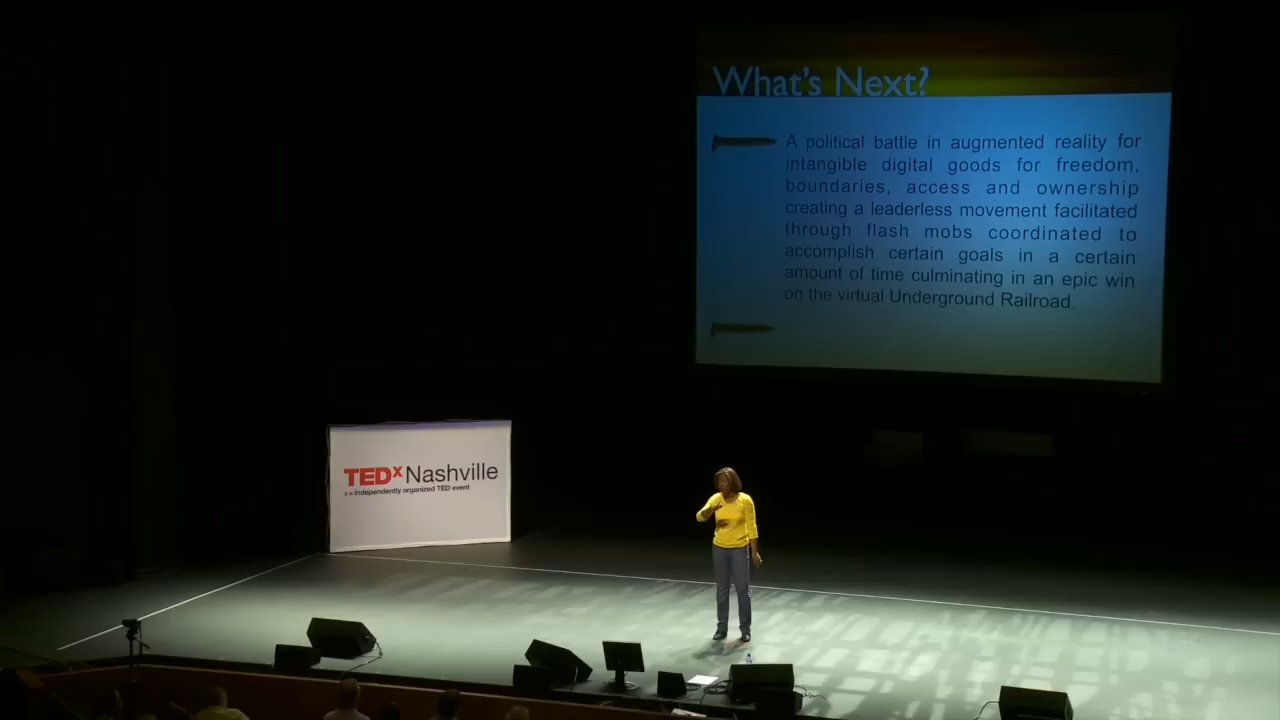 What's Next?
A political battle in augmented reality for
intangible digital goods for freedom,
boundaries, access and ownership
creating a leaderless movement facilitated
through flash mobs coordinated to
accomplish certain goals in a certain
amount of time culminating in an epic win
on the virtual Underground Railroad.
TEDx Nashville
x = independently organized TED event